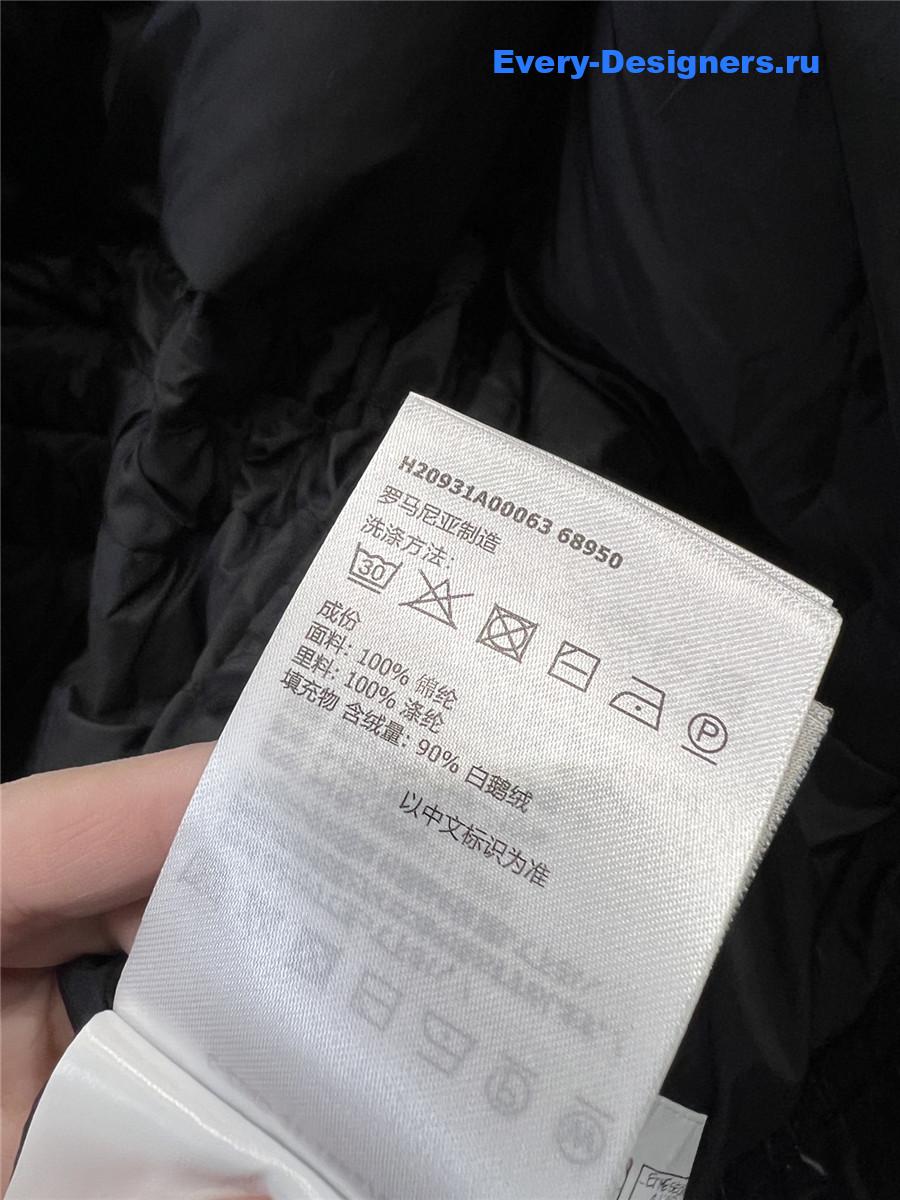 Every-Designers.ru
H20931A00063 68950
罗马尼亚制造
洗涤方法:
30
P
成份
面料: 100% 锦纶
里料: 100% 涤纶
填充物 含绒量: 90% 白鹅绒
以中文标识为准